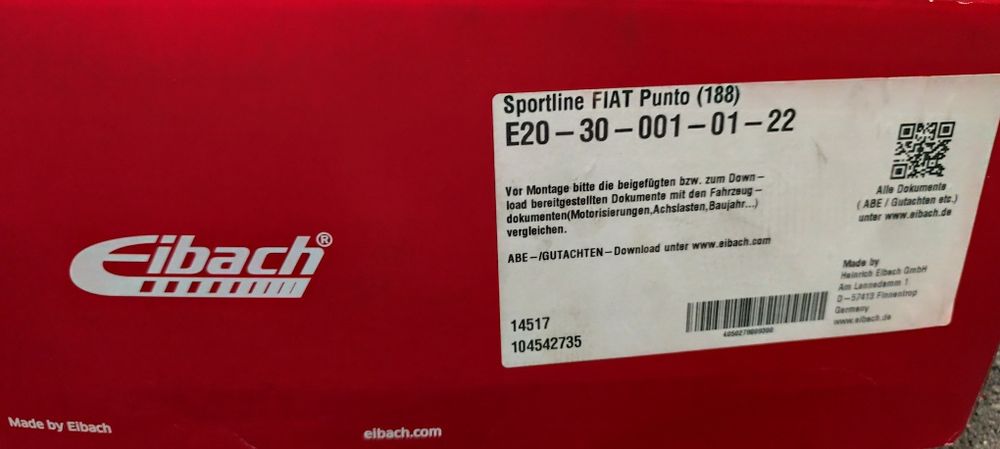 Sportline FIAT Punto (188)
E20-30-001-01-22
Vor Montage bitte die beigefügten bzw. zum Down-
load bereitgestellten Dokumente mit den Fahrzeug-
dokumenten(Motorisierungen,Achslasten,Baujahr...)
vergleichen.
ABE-/GUTACHTEN-Download unter www.eibach.com
Alle Dokumente
( ABE / Gutachten etc.)
unter www.eibach.de
Eibach®
Made by
Heinrich Eibach GmbH
Am Lennedamm 1
D-57413 Finnentrop
Germany
www.eibach.de
14517
104542735
Made by Eibach
eibach.com